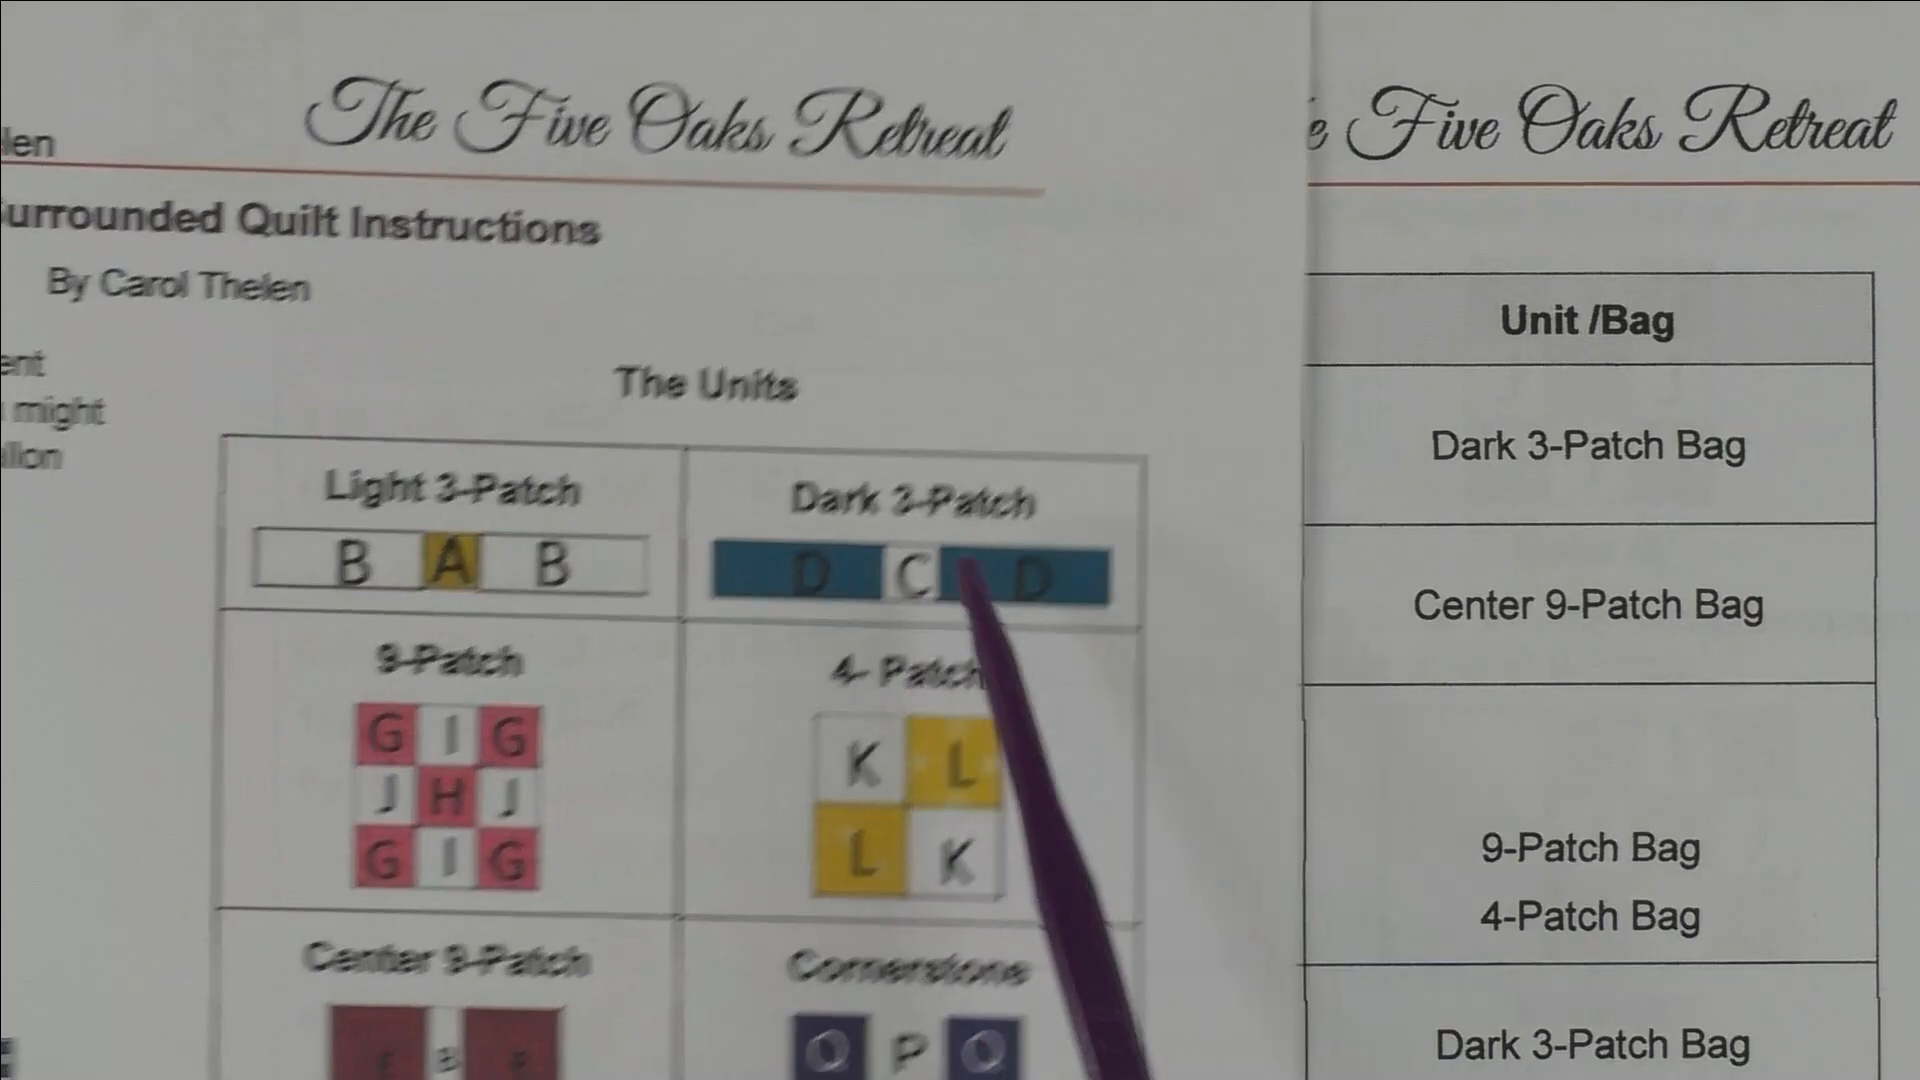 len
The Five Oaks Retreat
urrounded Quilt Instructions
By Carol Thelen
ent
might
The Units
Light 3-Patch
Dark 3-Patch
B A B
D C D
9-Patch
4- Patch
G I G
J H J
G I G
K L
L K
Center 9-Patch
Cornerstone
O P O
e Five Oaks Retreat
Unit /Bag
Dark 3-Patch Bag
Center 9-Patch Bag
9-Patch Bag
4-Patch Bag
Dark 3-Patch Bag